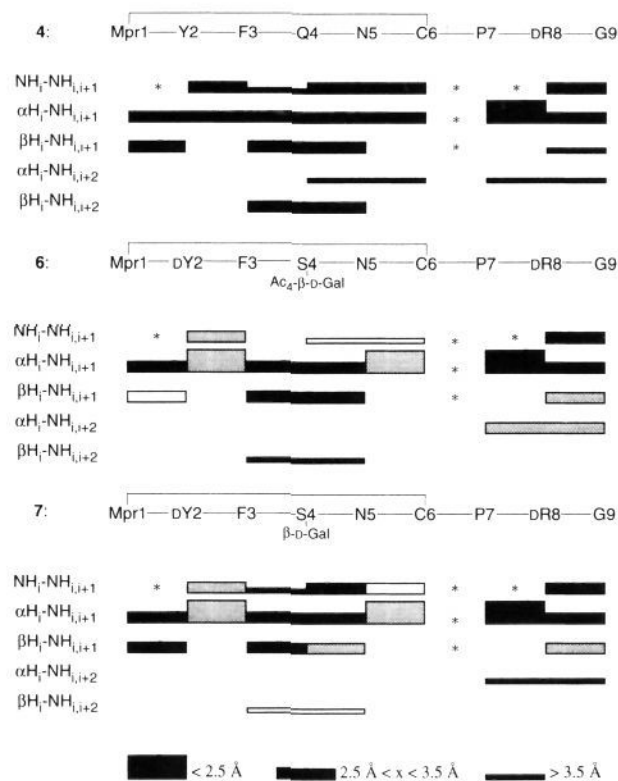 4: Mpr1—Y2—F3—Q4—N5—C6—P7—DR8—G9
NHi-NHi,i+1 * * *
αHi-NHi,i+1 *
βHi-NHi,i+1 *
αHi-NHi,i+2
βHi-NHi,i+2
6: Mpr1—DY2—F3—S4—N5—C6—P7—DR8—G9
Ac4-β-D-Gal
NHi-NHi,i+1 * * *
αHi-NHi,i+1 *
βHi-NHi,i+1 *
αHi-NHi,i+2
βHi-NHi,i+2
7: Mpr1—DY2—F3—S4—N5—C6—P7—DR8—G9
β-D-Gal
NHi-NHi,i+1 * * *
αHi-NHi,i+1 *
βHi-NHi,i+1 *
αHi-NHi,i+2
βHi-NHi,i+2
< 2.5 Å 2.5 Å < x < 3.5 Å > 3.5 Å